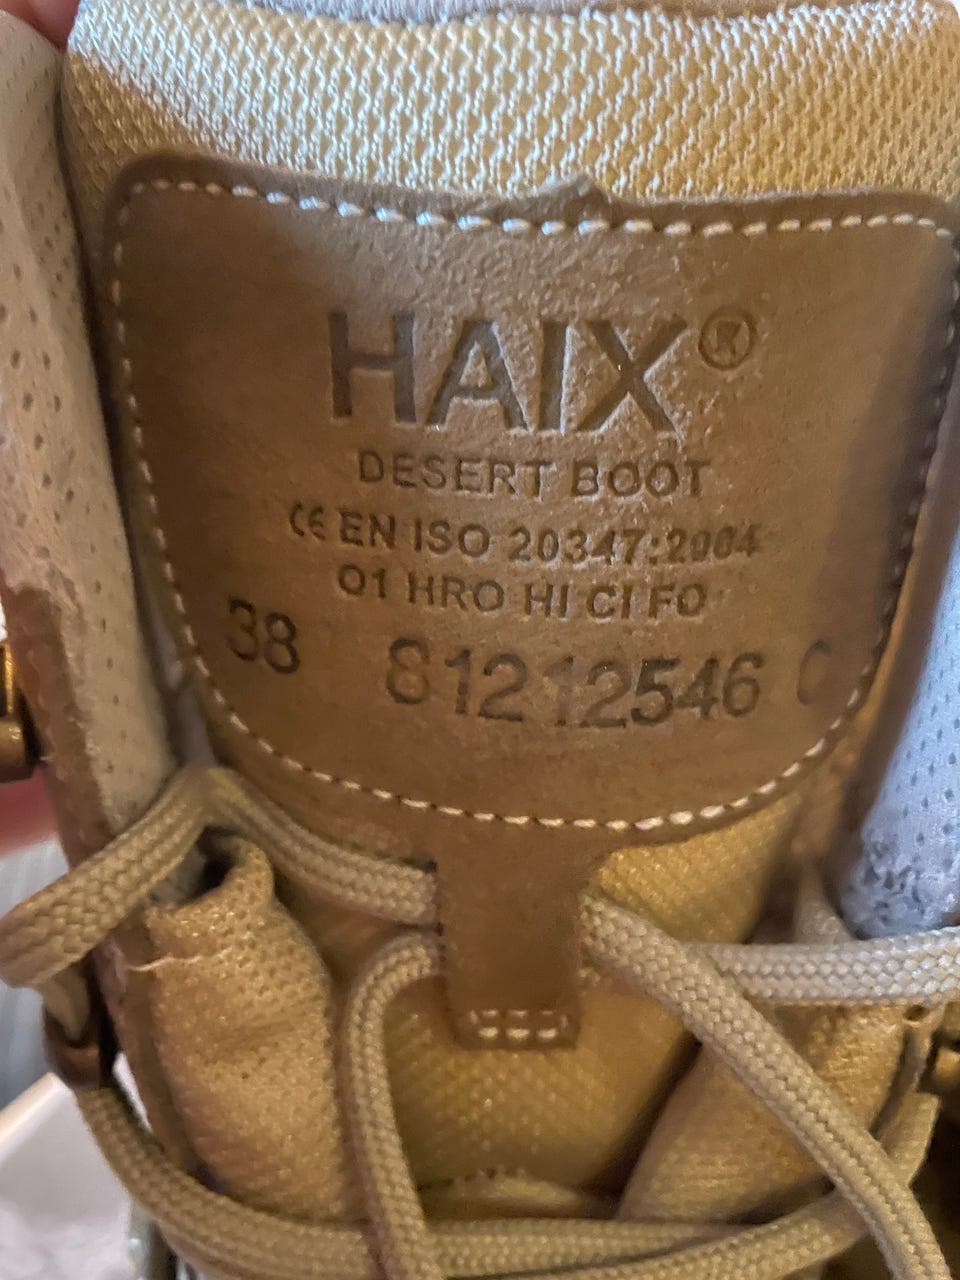 HAIX®
DESERT BOOT
CE EN ISO 20347:2004
O1 HRO HI CI FO
38 81212546